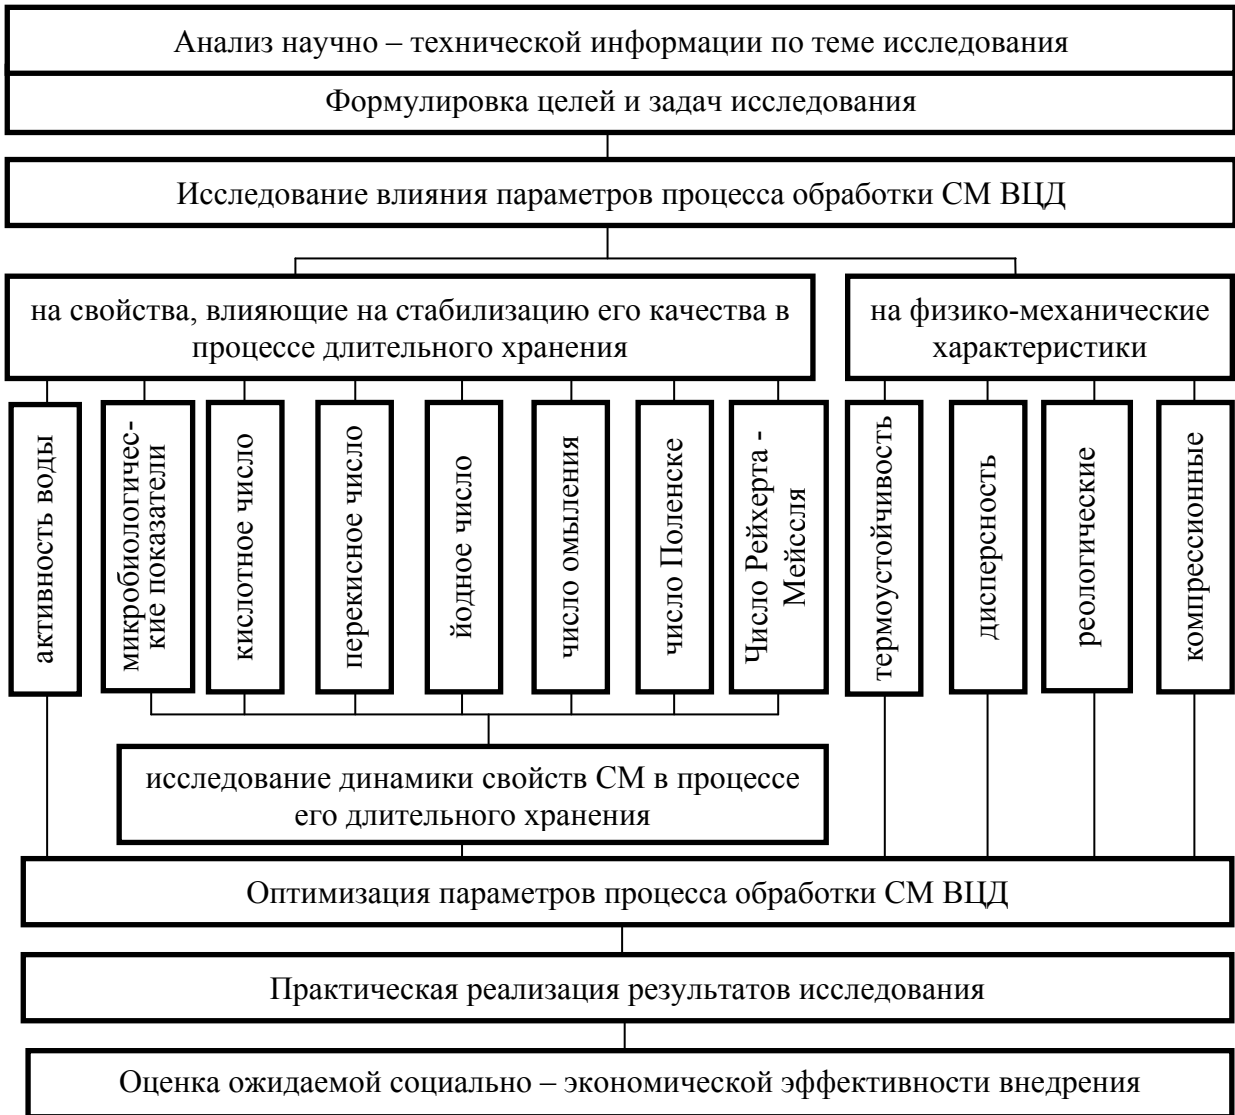 Анализ научно – технической информации по теме исследования
Формулировка целей и задач исследования
Исследование влияния параметров процесса обработки СМ ВЦД
на свойства, влияющие на стабилизацию его качества в
процессе длительного хранения
на физико-механические
характеристики
активность воды
микробиологичес-
кие показатели
кислотное число
перекисное число
йодное число
число омыления
число Поленске
Число Рейхерта -
Мейссля
термоустойчивость
дисперсность
реологические
компрессионные
исследование динамики свойств СМ в процессе
его длительного хранения
Оптимизация параметров процесса обработки СМ ВЦД
Практическая реализация результатов исследования
Оценка ожидаемой социально – экономической эффективности внедрения